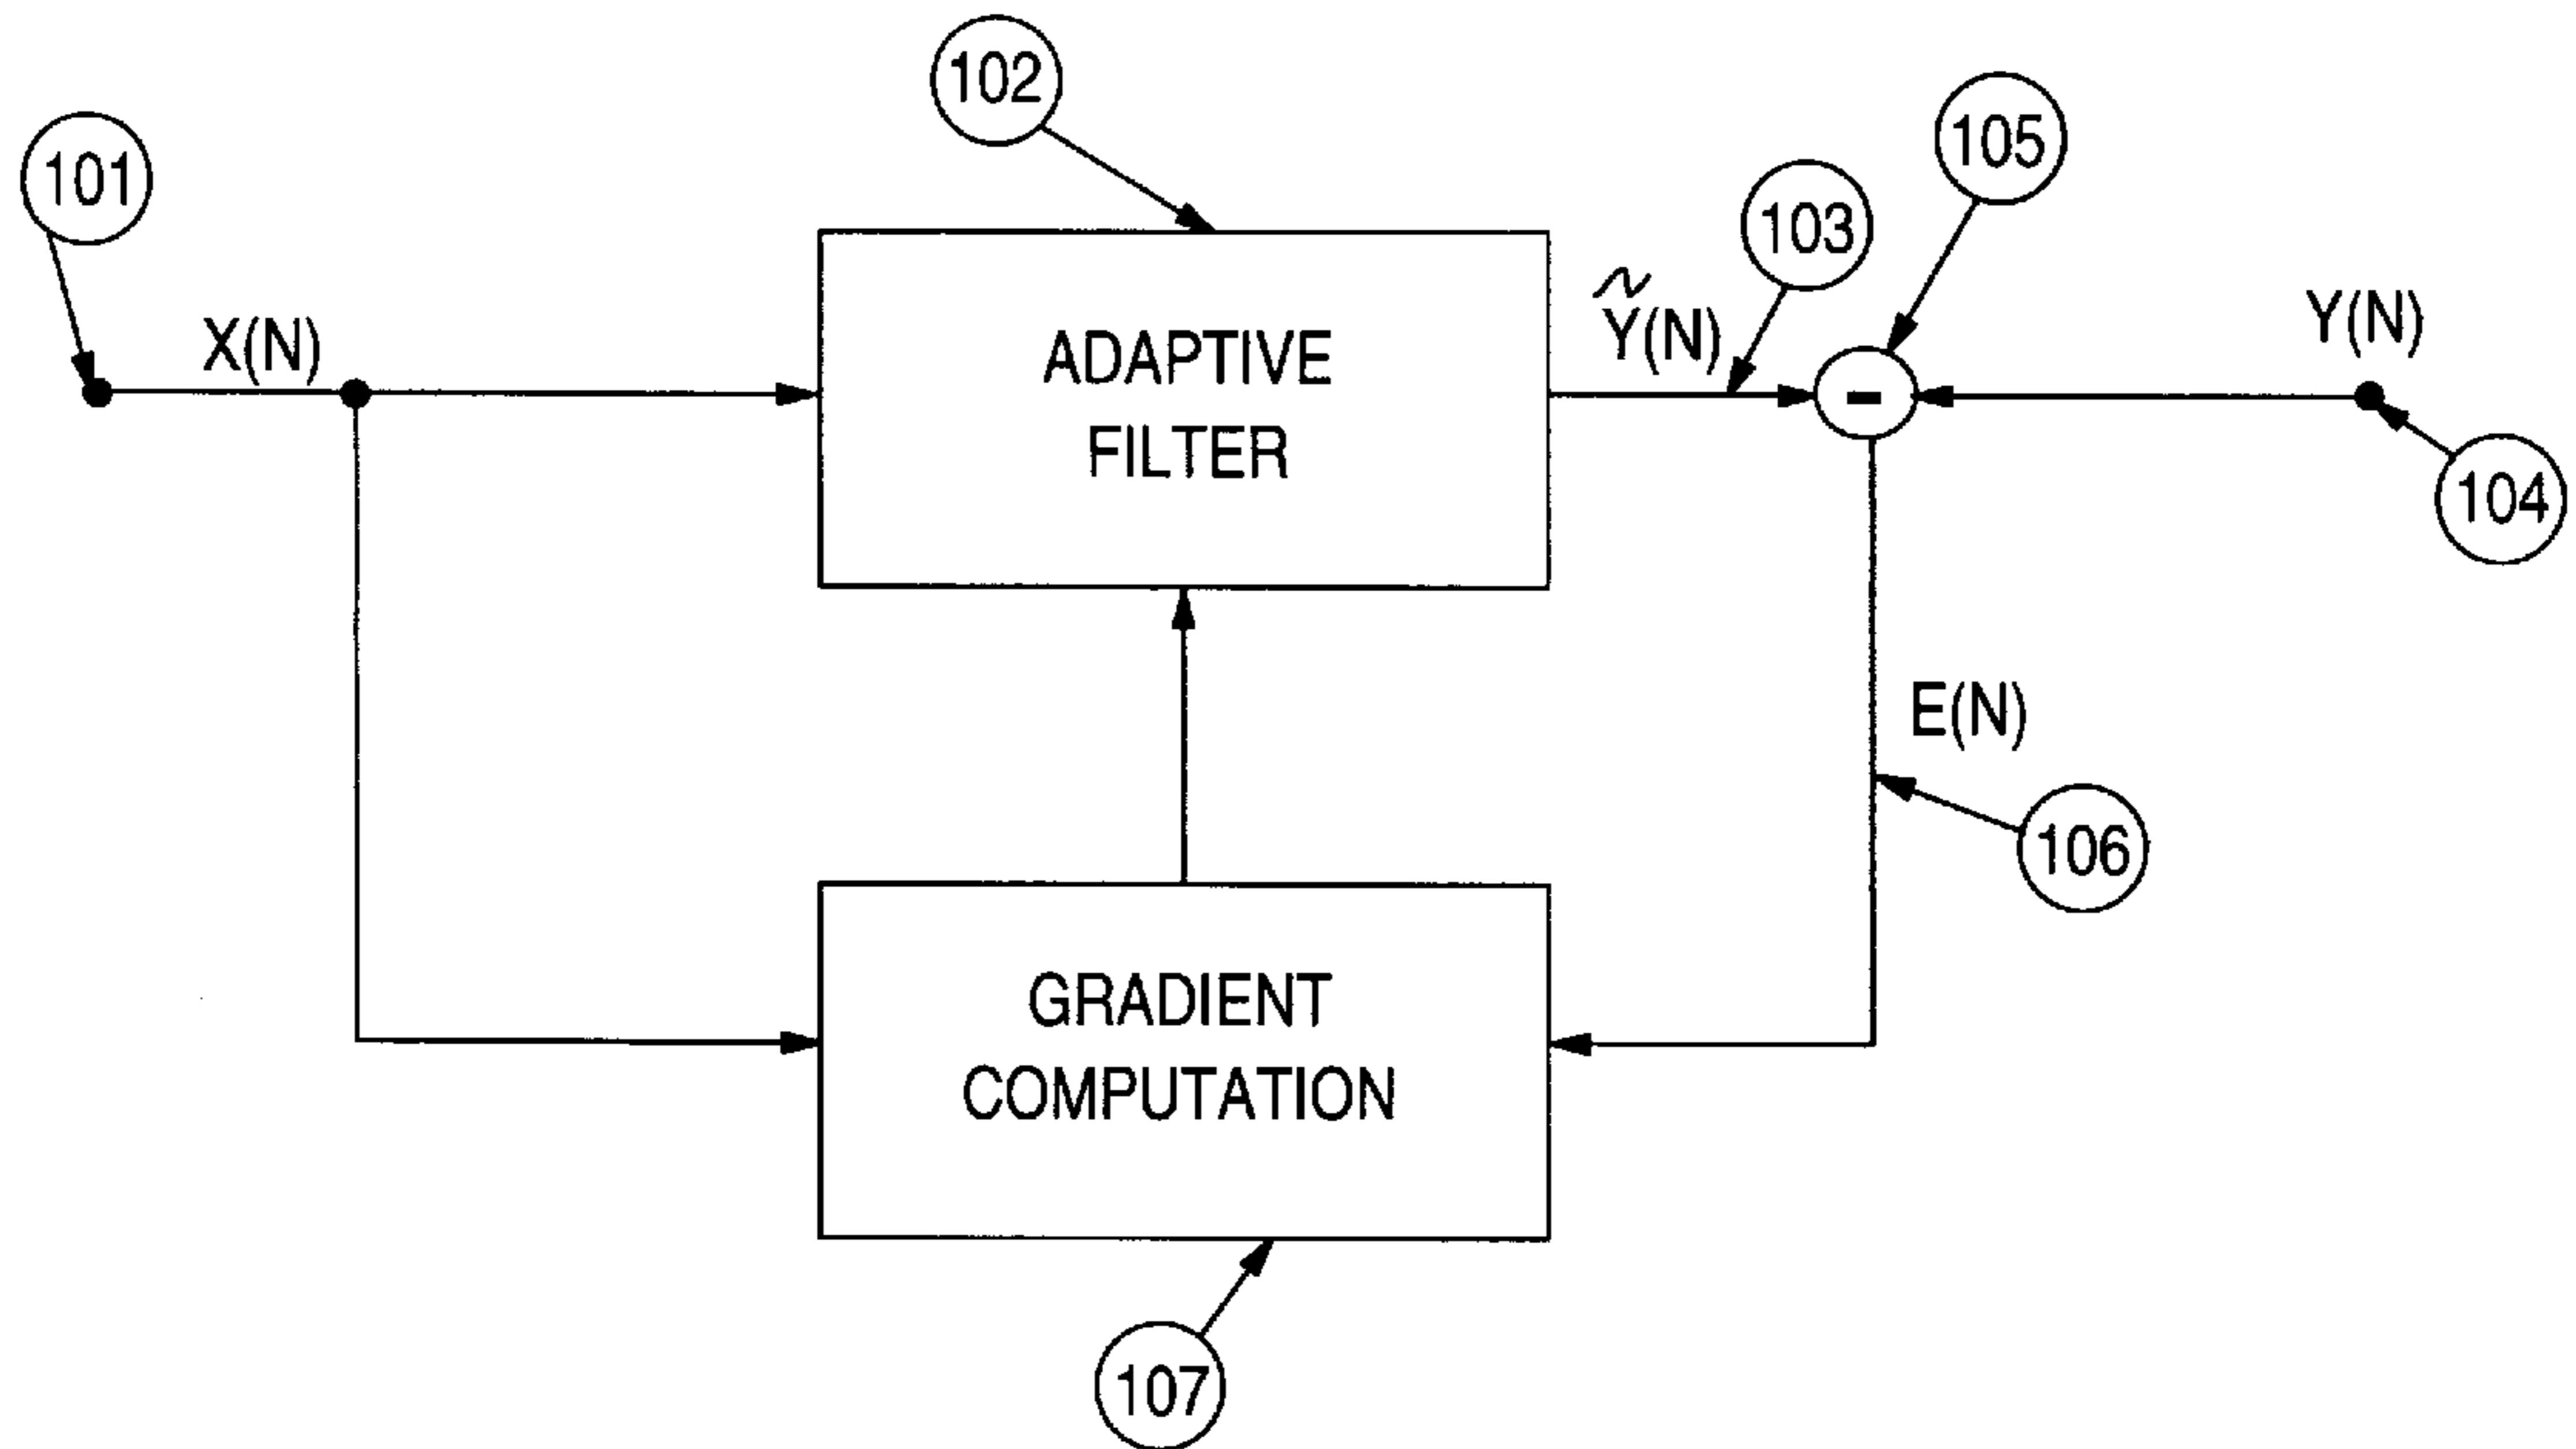 102
105
101
103
X(N)
ADAPTIVE
FILTER
Ỹ(N)
-
Y(N)
104
E(N)
106
GRADIENT
COMPUTATION
107